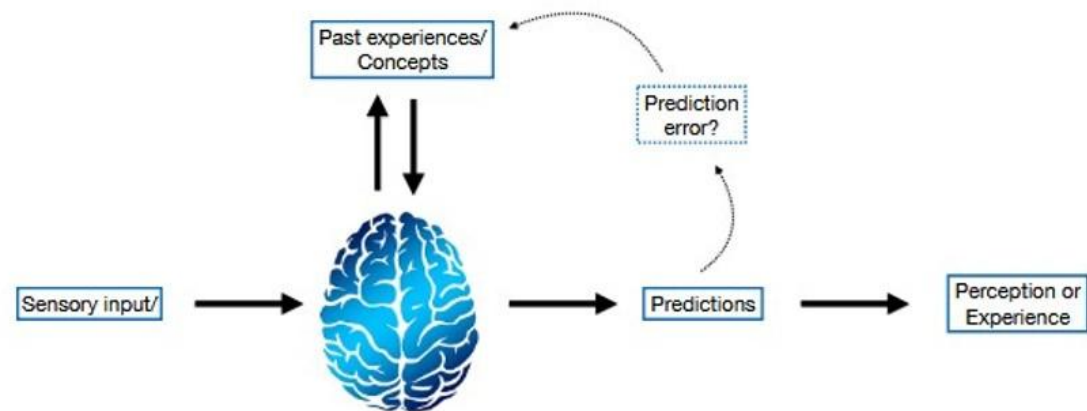 Past experiences/
Concepts
Prediction
error?
Sensory input/
Predictions
Perception or
Experience